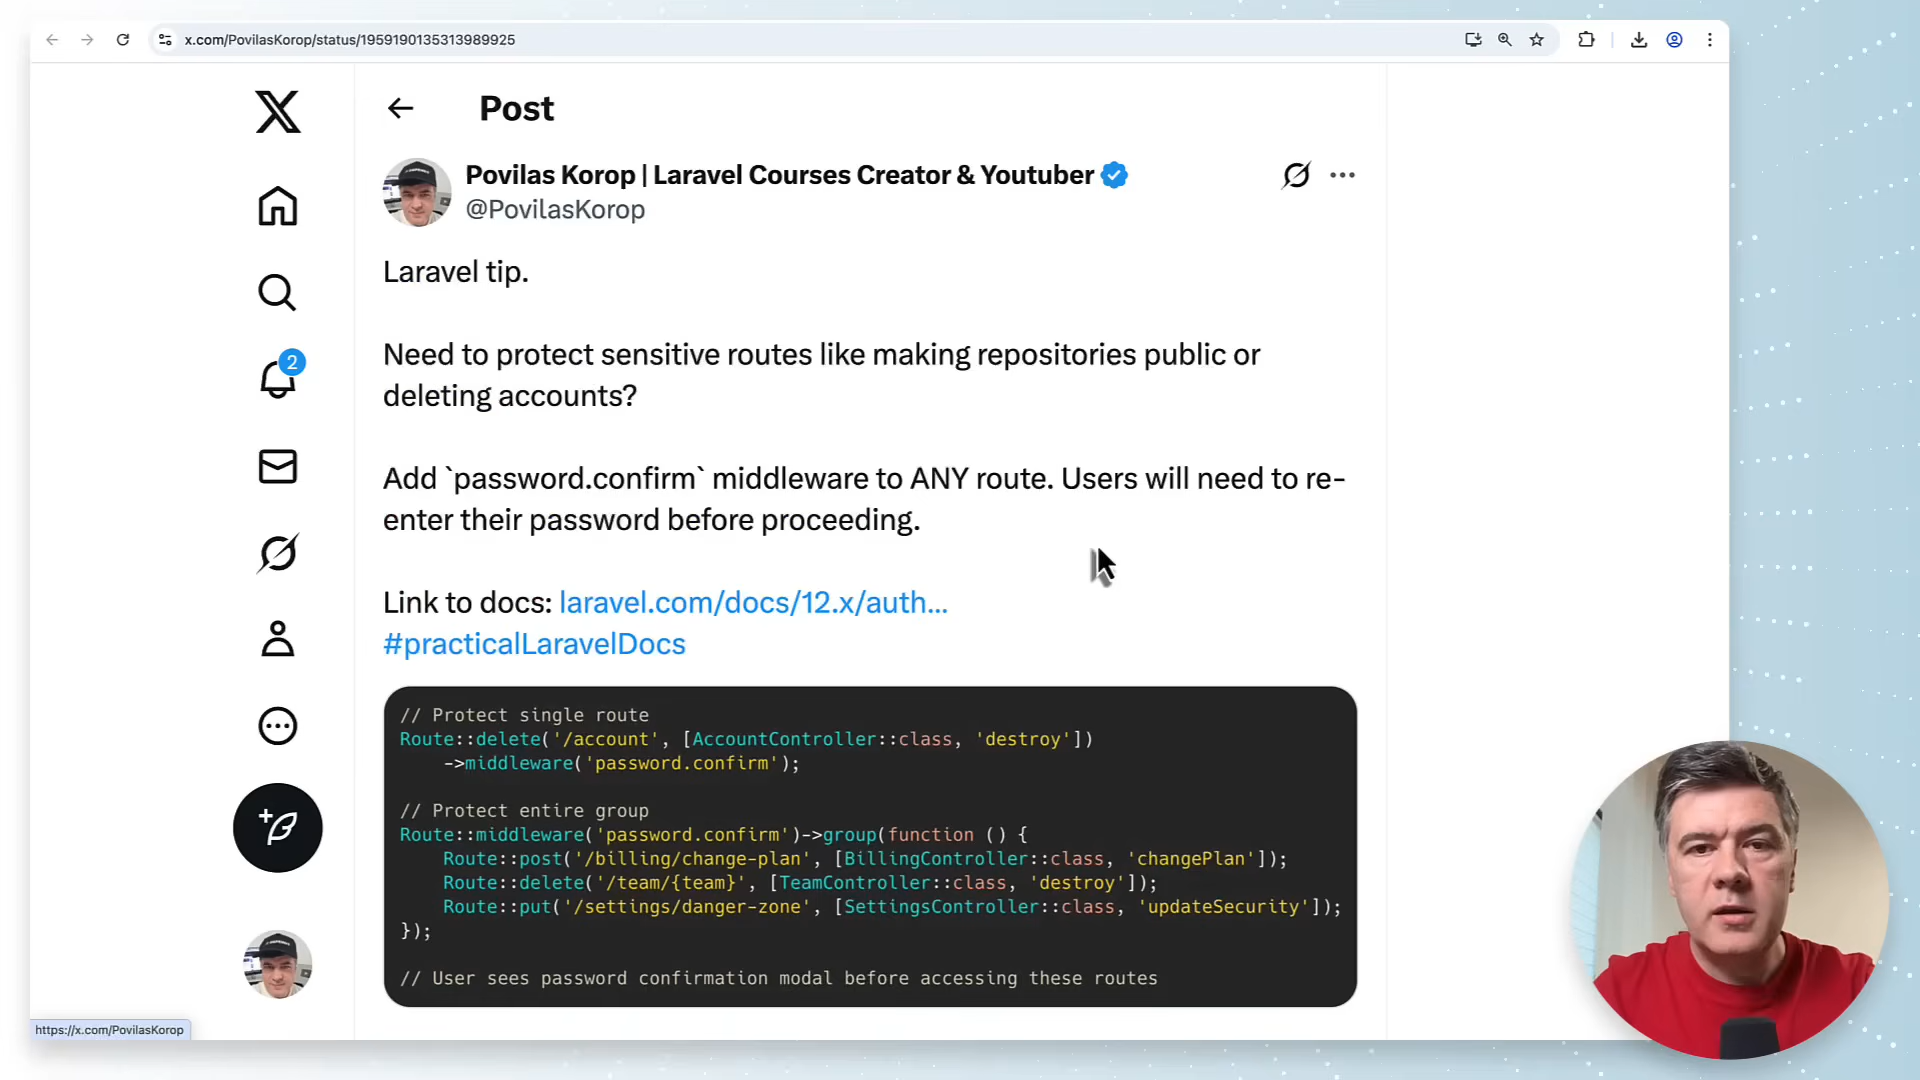 x.com/PovilasKorop/status/1959190135313989925
Post
Povilas Korop | Laravel Courses Creator & Youtuber
@PovilasKorop
Laravel tip.
Need to protect sensitive routes like making repositories public or
deleting accounts?
Add `password.confirm` middleware to ANY route. Users will need to re-
enter their password before proceeding.
Link to docs: laravel.com/docs/12.x/auth...
#practicalLaravelDocs
2
// Protect single route
Route::delete('/account', [AccountController::class, 'destroy'])
    ->middleware('password.confirm');
// Protect entire group
Route::middleware('password.confirm')->group(function () {
    Route::post('/billing/change-plan', [BillingController::class, 'changePlan']);
    Route::delete('/team/{team}', [TeamController::class, 'destroy']);
    Route::put('/settings/danger-zone', [SettingsController::class, 'updateSecurity']);
});
// User sees password confirmation modal before accessing these routes
https://x.com/PovilasKorop